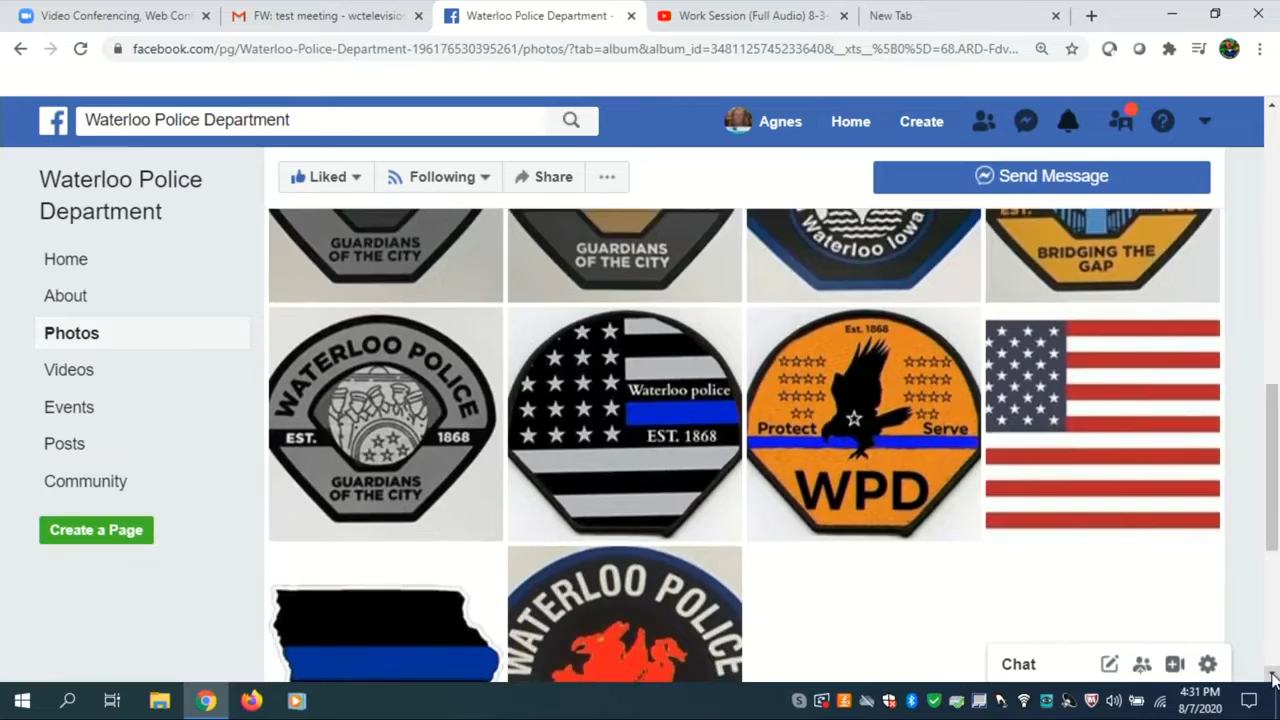 Video Conferencing, Web Con
FW: test meeting - wctelevision
Waterloo Police Department -
Work Session (Full Audio) 8-3-
New Tab
facebook.com/pg/Waterloo-Police-Department-196176530395261/photos/?tab=album&album_id=3481125745233640&__xts__%5B0%5D=68.ARD-Fdv...
Waterloo Police Department
Agnes
Home
Create
Waterloo Police
Department
Liked
Following
Share
Send Message
Home
About
Photos
Videos
Events
Posts
Community
Create a Page
GUARDIANS
OF THE CITY
GUARDIANS
OF THE CITY
Waterloo Iowa
EST.
BRIDGING THE
GAP
WATERLOO POLICE
EST. 1868
GUARDIANS
OF THE CITY
Waterloo police
EST. 1868
Est. 1868
Protect Serve
WPD
WATERLOO POLICE
Chat
4:31 PM
8/7/2020